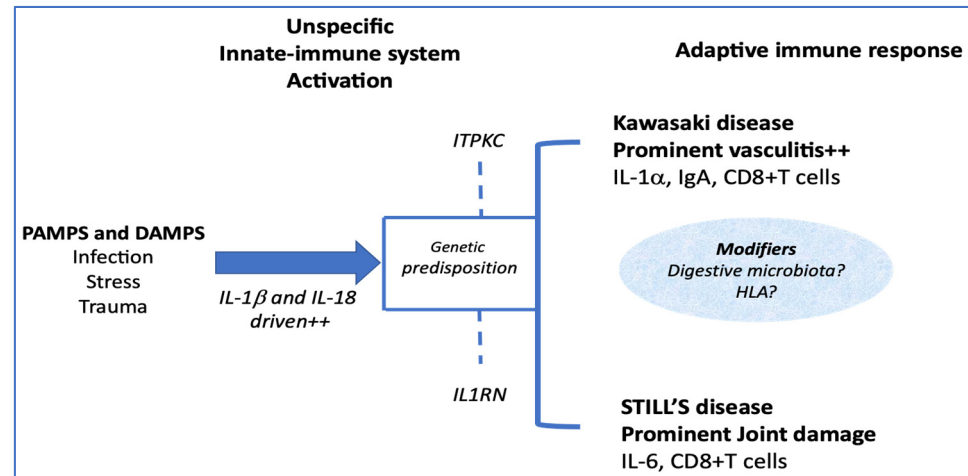 Unspecific
Innate-immune system
Activation
Adaptive immune response
ITPKC
Kawasaki disease
Prominent vasculitis++
IL-1α, IgA, CD8+T cells
PAMPS and DAMPS
Infection
Stress
Trauma
IL-1β and IL-18
driven++
Genetic
predisposition
Modifiers
Digestive microbiota?
HLA?
IL1RN
STILL'S disease
Prominent Joint damage
IL-6, CD8+T cells